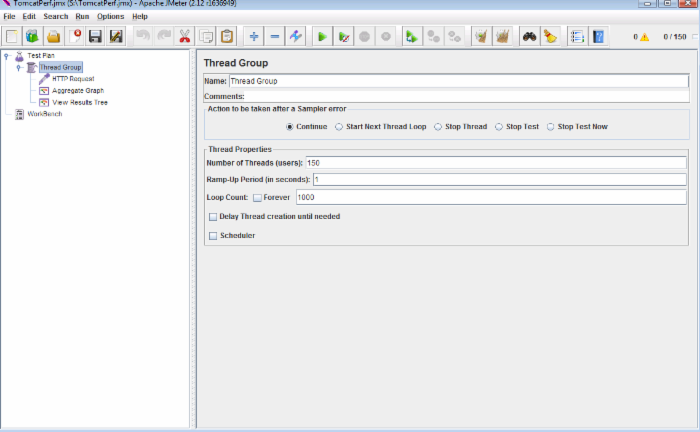 TomcatPerf.jmx (S:\TomcatPerf.jmx) - Apache JMeter (2.12 r1636949)
File Edit Search Run Options Help
0 0 / 150
Test Plan
Thread Group
HTTP Request
Aggregate Graph
View Results Tree
WorkBench
Thread Group
Name: Thread Group
Comments:
Action to be taken after a Sampler error
Continue Start Next Thread Loop Stop Thread Stop Test Stop Test Now
Thread Properties
Number of Threads (users): 150
Ramp-Up Period (in seconds): 1
Loop Count: Forever 1000
Delay Thread creation until needed
Scheduler